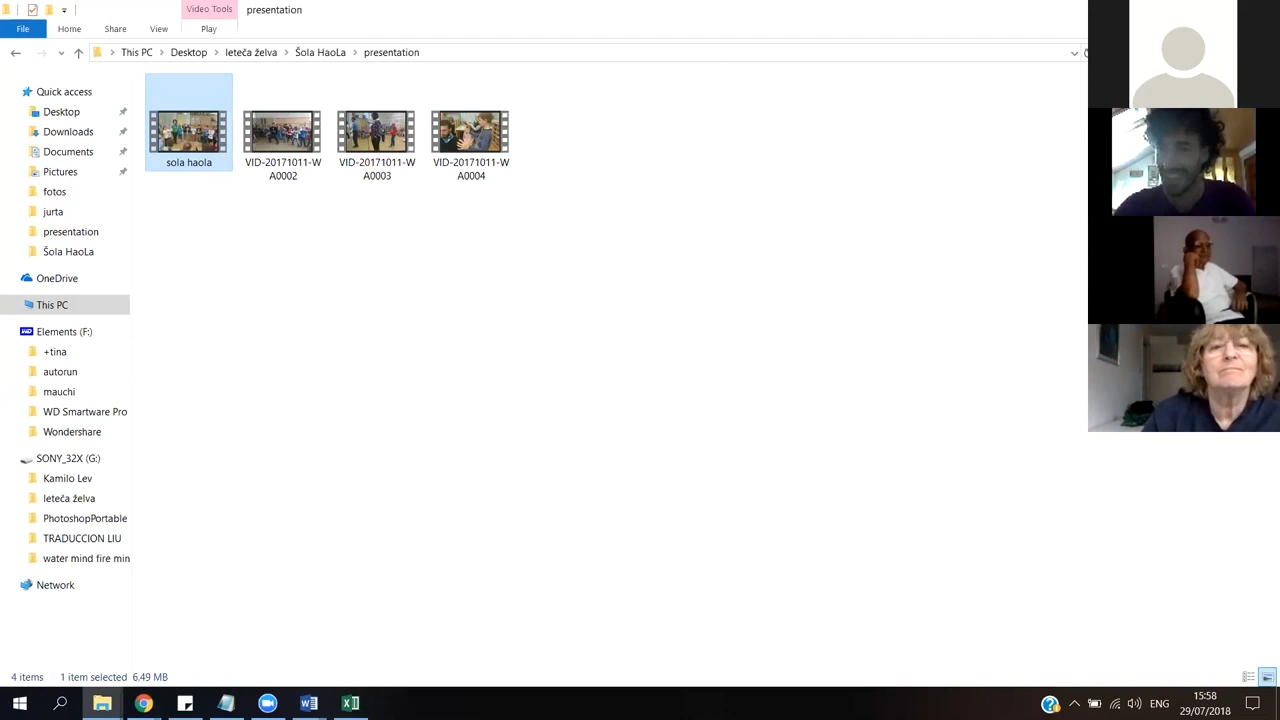 Video Tools
presentation
File
Home
Share
View
Play
This PC
Desktop
leteča želva
Šola HaoLa
presentation
Quick access
Desktop
Downloads
Documents
Pictures
fotos
jurta
presentation
Šola HaoLa
OneDrive
This PC
Elements (F:)
+tina
autorun
mauchi
WD Smartware Pro
Wondershare
SONY_32X (G:)
Kamilo Lev
leteča želva
PhotoshopPortable
TRADUCCION LIU
water mind fire min
Network
sola haola
VID-20171011-W
A0002
VID-20171011-W
A0003
VID-20171011-W
A0004
4 items
1 item selected 6.49 MB
ENG
15:58
29/07/2018